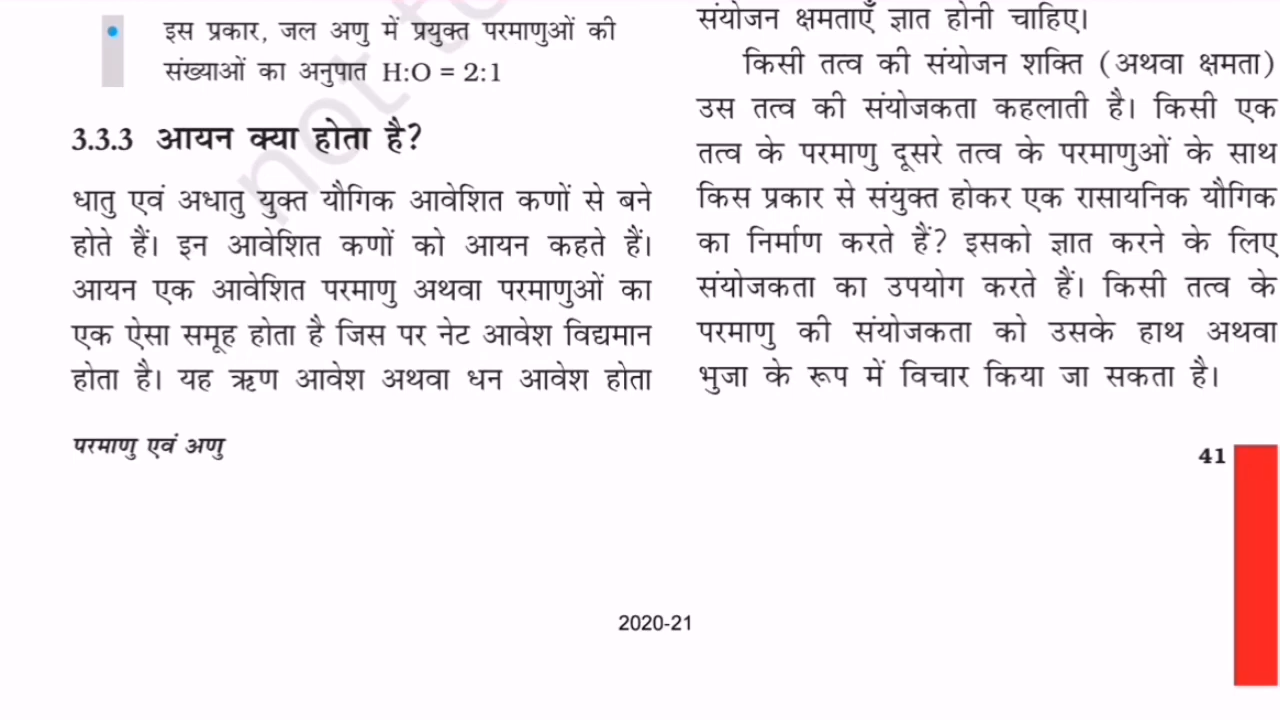 इस प्रकार, जल अणु में प्रयुक्त परमाणुओं की
संख्याओं का अनुपात H:O = 2:1
3.3.3 आयन क्या होता है?
धातु एवं अधातु युक्त यौगिक आवेशित कणों से बने
होते हैं। इन आवेशित कणों को आयन कहते हैं।
आयन एक आवेशित परमाणु अथवा परमाणुओं का
एक ऐसा समूह होता है जिस पर नेट आवेश विद्यमान
होता है। यह ऋण आवेश अथवा धन आवेश होता
संयोजन क्षमताएँ ज्ञात होनी चाहिए।
किसी तत्व की संयोजन शक्ति (अथवा क्षमता)
उस तत्व की संयोजकता कहलाती है। किसी एक
तत्व के परमाणु दूसरे तत्व के परमाणुओं के साथ
किस प्रकार से संयुक्त होकर एक रासायनिक यौगिक
का निर्माण करते हैं? इसको ज्ञात करने के लिए
संयोजकता का उपयोग करते हैं। किसी तत्व के
परमाणु की संयोजकता को उसके हाथ अथवा
भुजा के रूप में विचार किया जा सकता है।
परमाणु एवं अणु
41
2020-21
not to